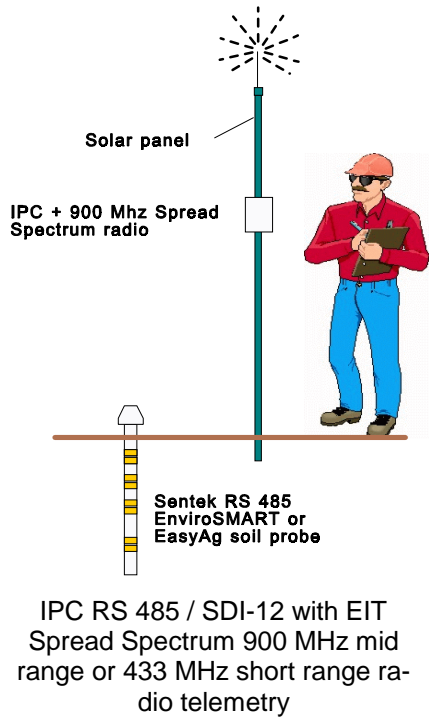 Solar panel
IPC + 900 Mhz Spread
Spectrum radio
Sentek RS 485
EnviroSMART or
EasyAg soil probe
IPC RS 485 / SDI-12 with EIT
Spread Spectrum 900 MHz mid
range or 433 MHz short range ra-
dio telemetry